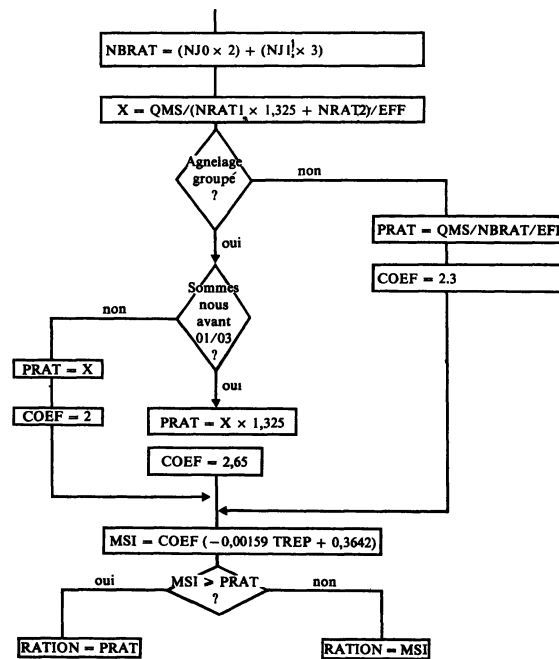 NBRAT = (NJ0 × 2) + (NJ1 × 3)
X = QMS/(NRAT1 × 1,325 + NRAT2)/EFF
Agnelage
groupé
?
non
oui
PRAT = QMS/NBRAT/EFF
COEF = 2.3
Sommes
nous
avant
01/03
?
non
oui
PRAT = X
COEF = 2
PRAT = X × 1,325
COEF = 2,65
MSI = COEF (−0,00159 TREP + 0,3642)
oui
MSI ⩾ PRAT
?
non
RATION = PRAT
RATION = MSI